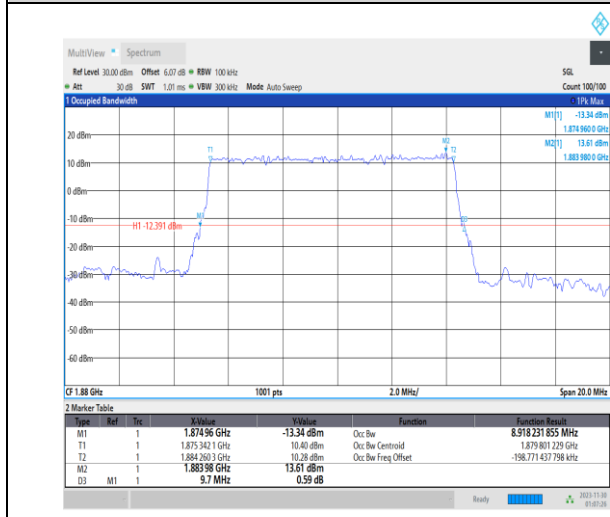 MultiView Spectrum
Ref Level 30.00 dBm Offset 6.07 dB RBW 100 kHz SGL
Att 30 dB SWT 1.01 ms VBW 300 kHz Mode Auto Sweep Count 100/100
1 Occupied Bandwidth 1Pk Max
M1[1] -13.34 dBm
1.874 960 0 GHz
M2[1] 13.61 dBm
1.883 980 0 GHz
20 dBm
T1 M2 T2
10 dBm
0 dBm
-10 dBm
H1 -12.391 dBm
-30 dBm
-40 dBm
-50 dBm
-60 dBm
CF 1.88 GHz 1001 pts 2.0 MHz/ Span 20.0 MHz
2 Marker Table
Type Ref Trc X-Value Y-Value Function Function Result
M1 1 1.874 96 GHz -13.34 dBm Occ Bw 8.918 231 855 MHz
T1 1 1.875 342 1 GHz 10.40 dBm Occ Bw Centroid 1.879 801 229 GHz
T2 1 1.884 260 3 GHz 10.28 dBm Occ Bw Freq Offset -198.771 437 798 kHz
M2 1 1.883 98 GHz 13.61 dBm
D3 M1 1 9.7 MHz 0.59 dB
Ready 2023-11-30
01:07:26